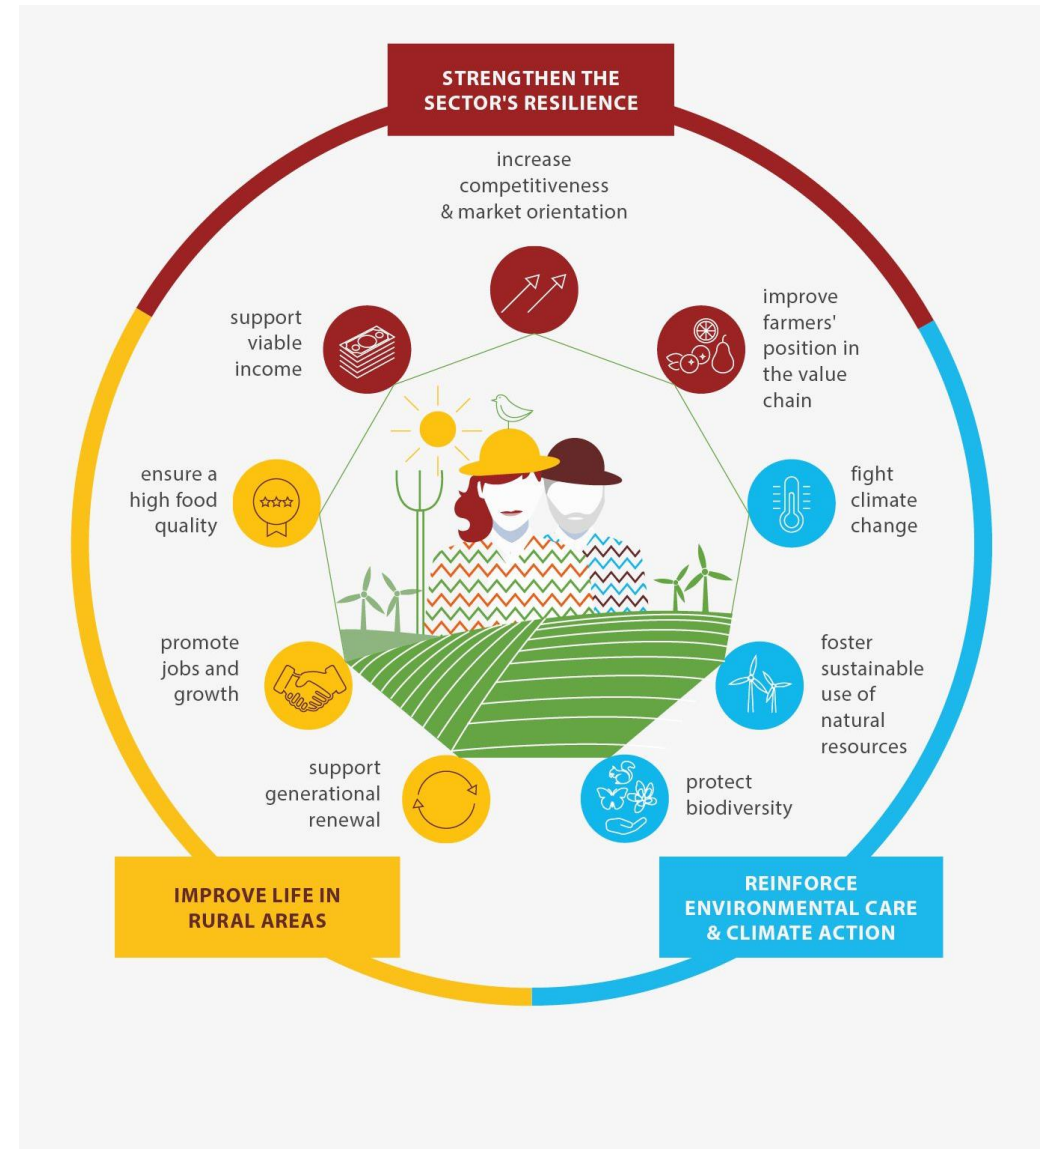 STRENGTHEN THE
SECTOR'S RESILIENCE
increase
competitiveness
& market orientation
support
viable
income
improve
farmers'
position in
the value
chain
ensure a
high food
quality
fight
climate
change
promote
jobs and
growth
foster
sustainable
use of
natural
resources
support
generational
renewal
protect
biodiversity
IMPROVE LIFE IN
RURAL AREAS
REINFORCE
ENVIRONMENTAL CARE
& CLIMATE ACTION